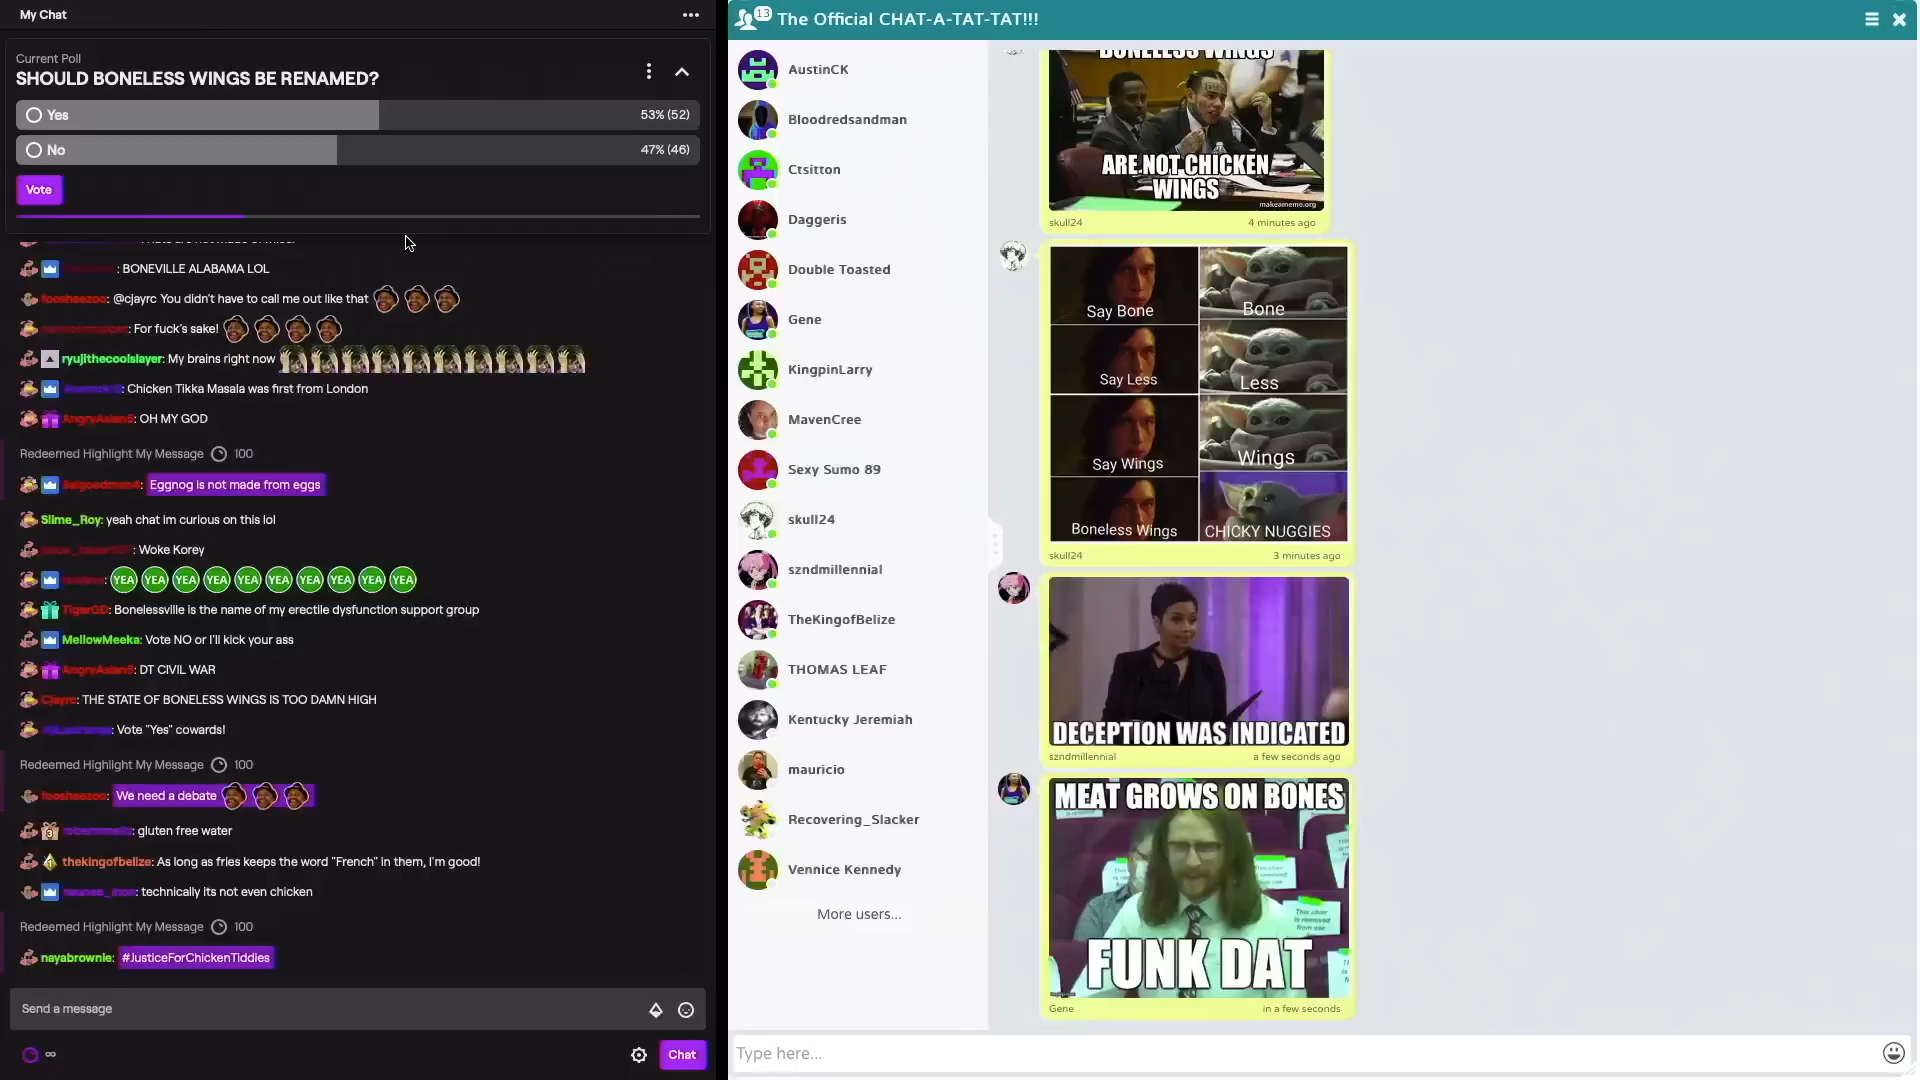 My Chat
Current Poll
SHOULD BONELESS WINGS BE RENAMED?
Yes
53% (52)
No
47% (46)
Vote
: BONEVILLE ALABAMA LOL
foosheezoo: @cjayrc You didn't have to call me out like that
: For fuck's sake!
ryujithecoolslayer: My brains right now
: Chicken Tikka Masala was first from London
AngryAsian5: OH MY GOD
Redeemed Highlight My Message 100
: Eggnog is not made from eggs
Slime_Roy: yeah chat im curious on this lol
: Woke Korey
: YEA YEA YEA YEA YEA YEA YEA YEA YEA YEA
TigerGD: Bonelessville is the name of my erectile dysfunction support group
MellowMeeka: Vote NO or I'll kick your ass
AngryAsian5: DT CIVIL WAR
Cjayrc: THE STATE OF BONELESS WINGS IS TOO DAMN HIGH
: Vote "Yes" cowards!
Redeemed Highlight My Message 100
foosheezoo: We need a debate
: gluten free water
thekingofbelize: As long as fries keeps the word "French" in them, I'm good!
: technically its not even chicken
Redeemed Highlight My Message 100
nayabrownie: #JusticeForChickenTiddies
Send a message
Chat
13 The Official CHAT-A-TAT-TAT!!!
AustinCK
Bloodredsandman
Ctsitton
Daggeris
Double Toasted
Gene
KingpinLarry
MavenCree
Sexy Sumo 89
skull24
szndmillennial
TheKingofBelize
THOMAS LEAF
Kentucky Jeremiah
mauricio
Recovering_Slacker
Vennice Kennedy
More users...
BONELESS WINGS
ARE NOT CHICKEN
WINGS
makeameme.org
skull24
4 minutes ago
Say Bone
Bone
Say Less
Less
Say Wings
Wings
Boneless Wings
CHICKY NUGGIES
skull24
3 minutes ago
DECEPTION WAS INDICATED
szndmillennial
a few seconds ago
MEAT GROWS ON BONES
This chair
is removed
from use
FUNK DAT
Gene
in a few seconds
Type here...